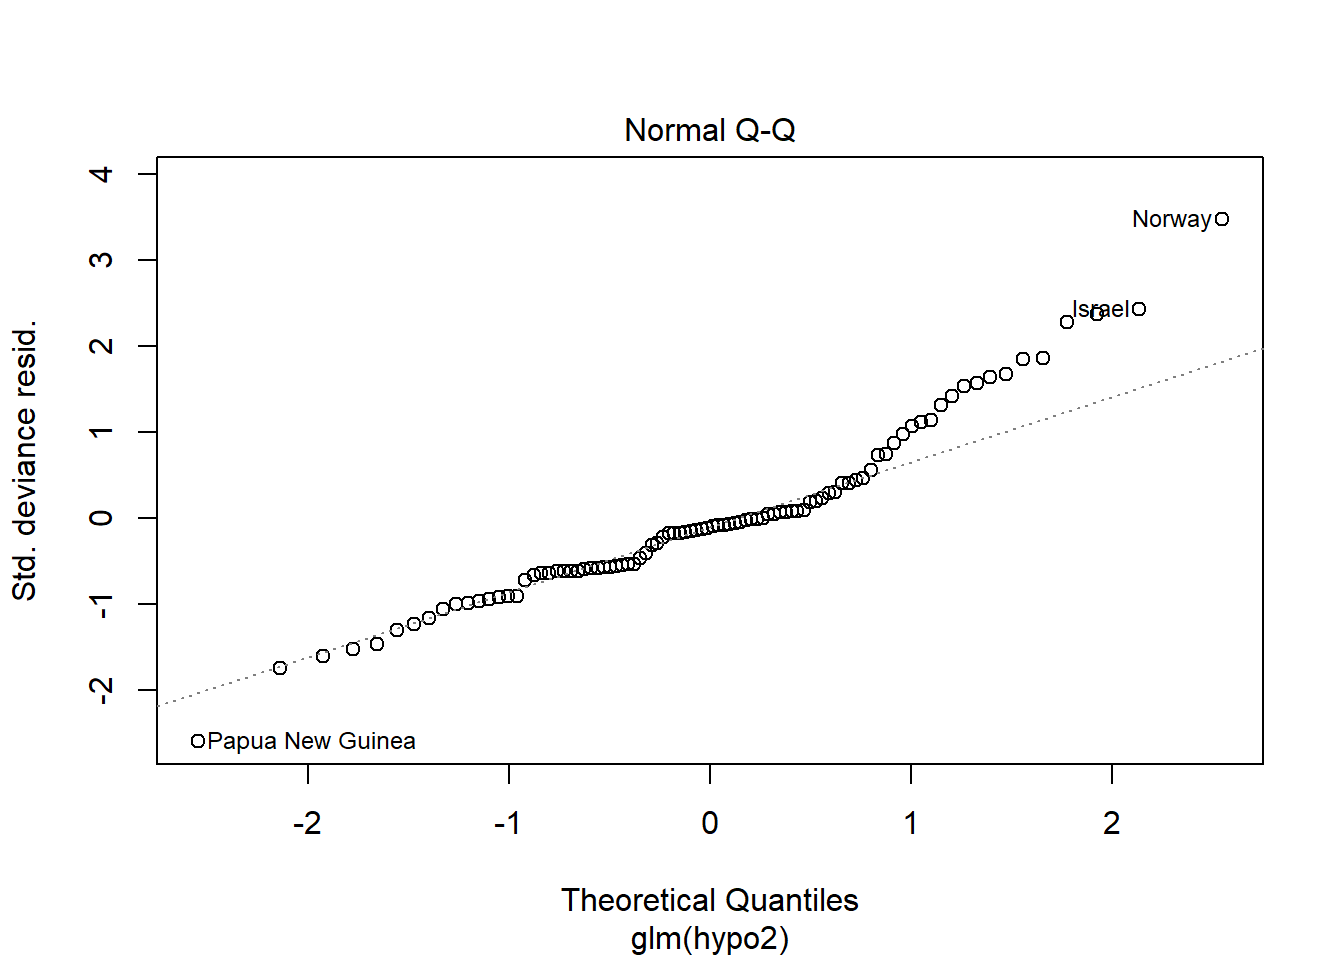 Normal Q-Q
Std. deviance resid.
4
3
2
1
0
-1
-2
Norway
Israel
Papua New Guinea
-2
-1
0
1
2
Theoretical Quantiles
glm(hypo2)